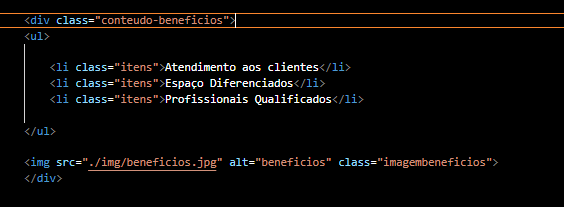 <div class="conteudo-beneficios">
<ul>
<li class="itens">Atendimento aos clientes</li>
<li class="itens">Espaço Diferenciados</li>
<li class="itens">Profissionais Qualificados</li>
</ul>
<img src="./img/beneficios.jpg" alt="beneficios" class="imagembeneficios">
</div>